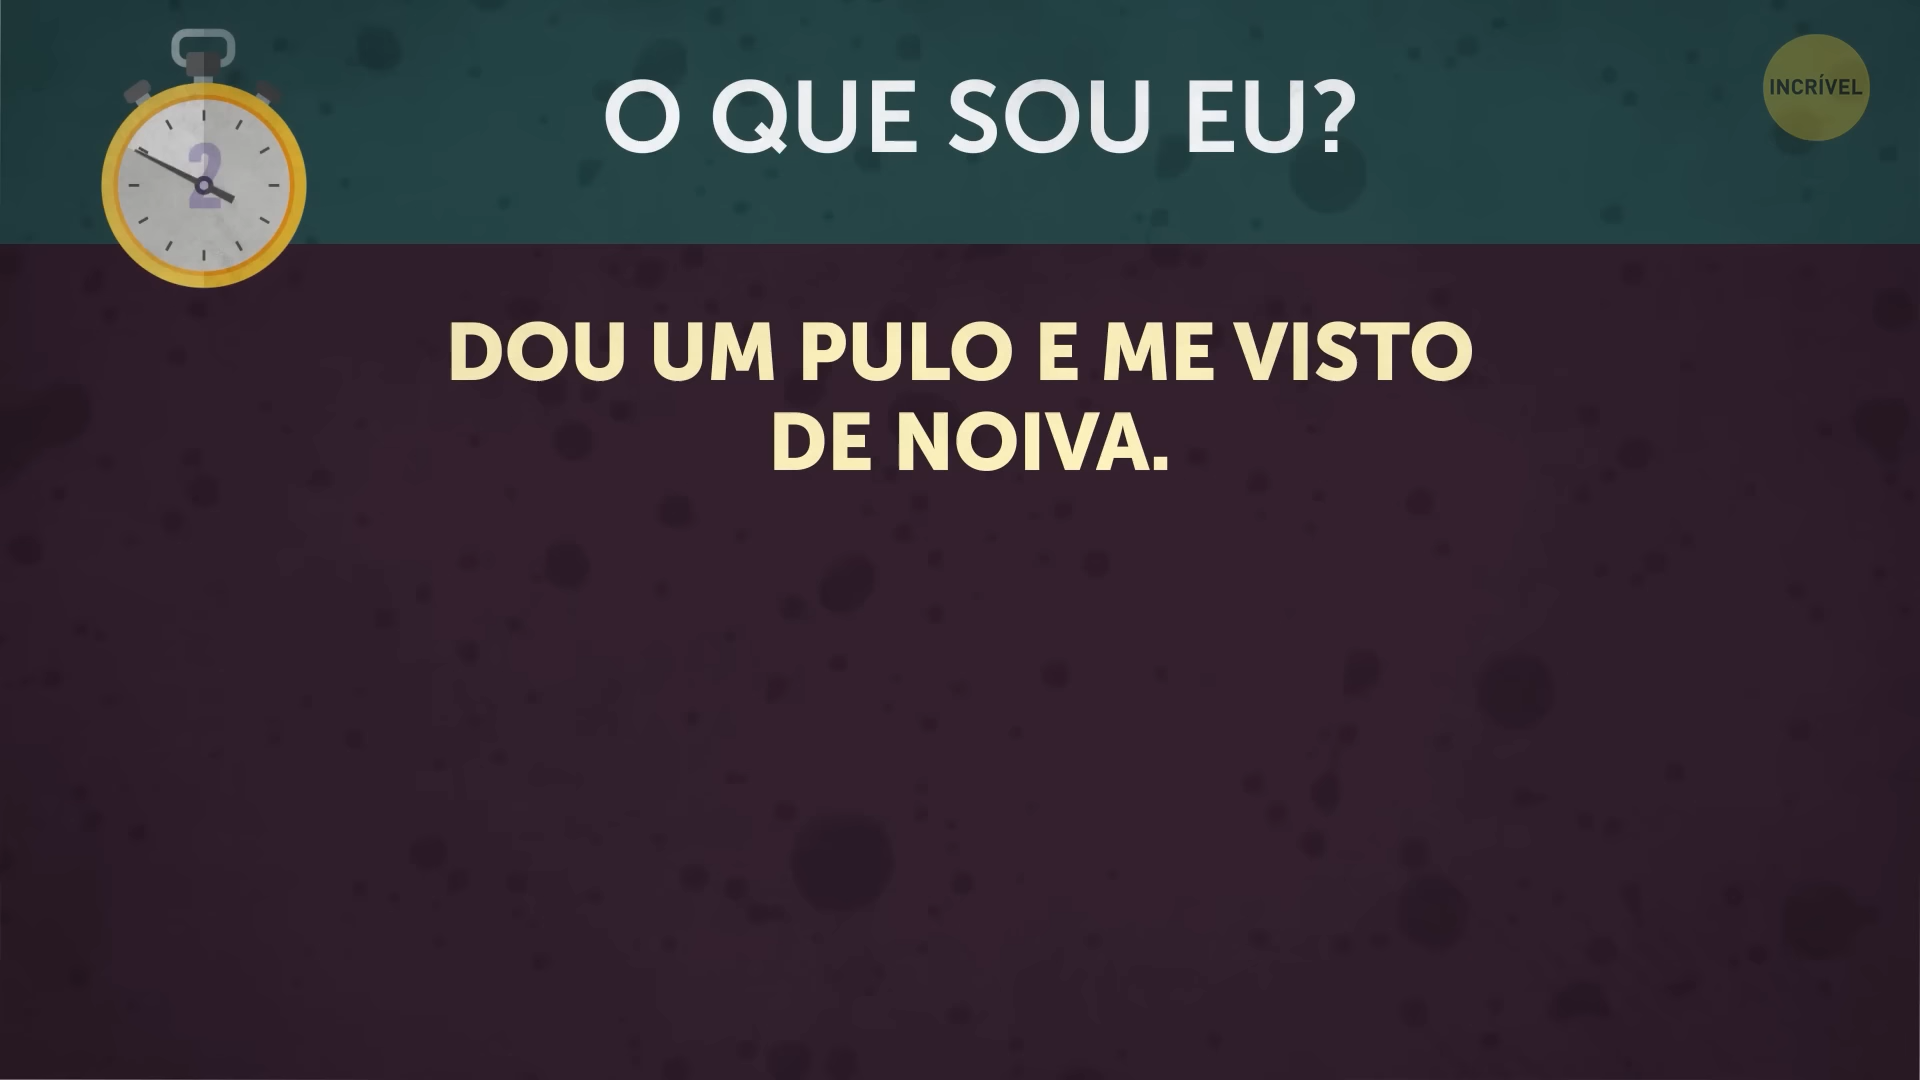 O QUE SOU EU?
INCRÍVEL
2
DOU UM PULO E ME VISTO
DE NOIVA.